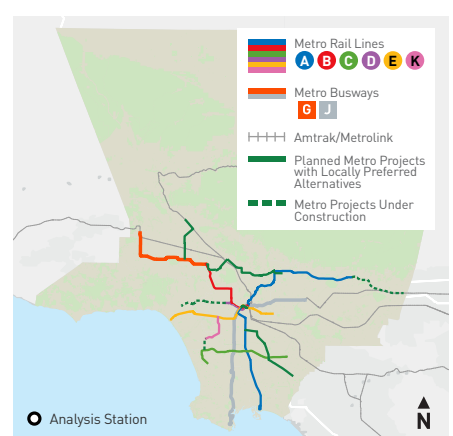 Metro Rail Lines
A B C D E K
Metro Busways
G J
Amtrak/Metrolink
Planned Metro Projects
with Locally Preferred
Alternatives
Metro Projects Under
Construction
Analysis Station
N